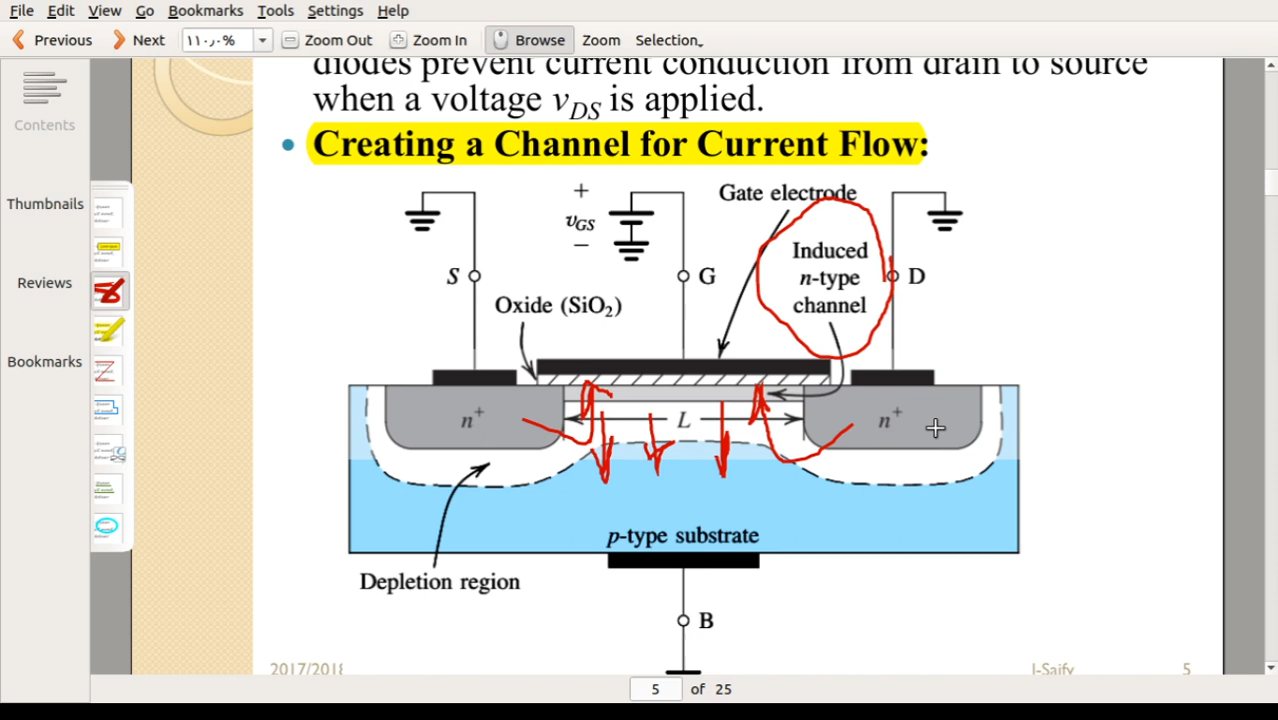 File Edit View Go Bookmarks Tools Settings Help
Previous Next ١١٠٫٠% Zoom Out Zoom In Browse Zoom Selection
Contents
Thumbnails
Reviews
Bookmarks
diodes prevent current conduction from drain to source
when a voltage vDS is applied.
• Creating a Channel for Current Flow:
+
vGS
−
Gate electrode
Induced
n-type
channel
S
G
D
Oxide (SiO2)
n+
L
n+
p-type substrate
Depletion region
B
2017/2018
I-Saify
5
5 of 25